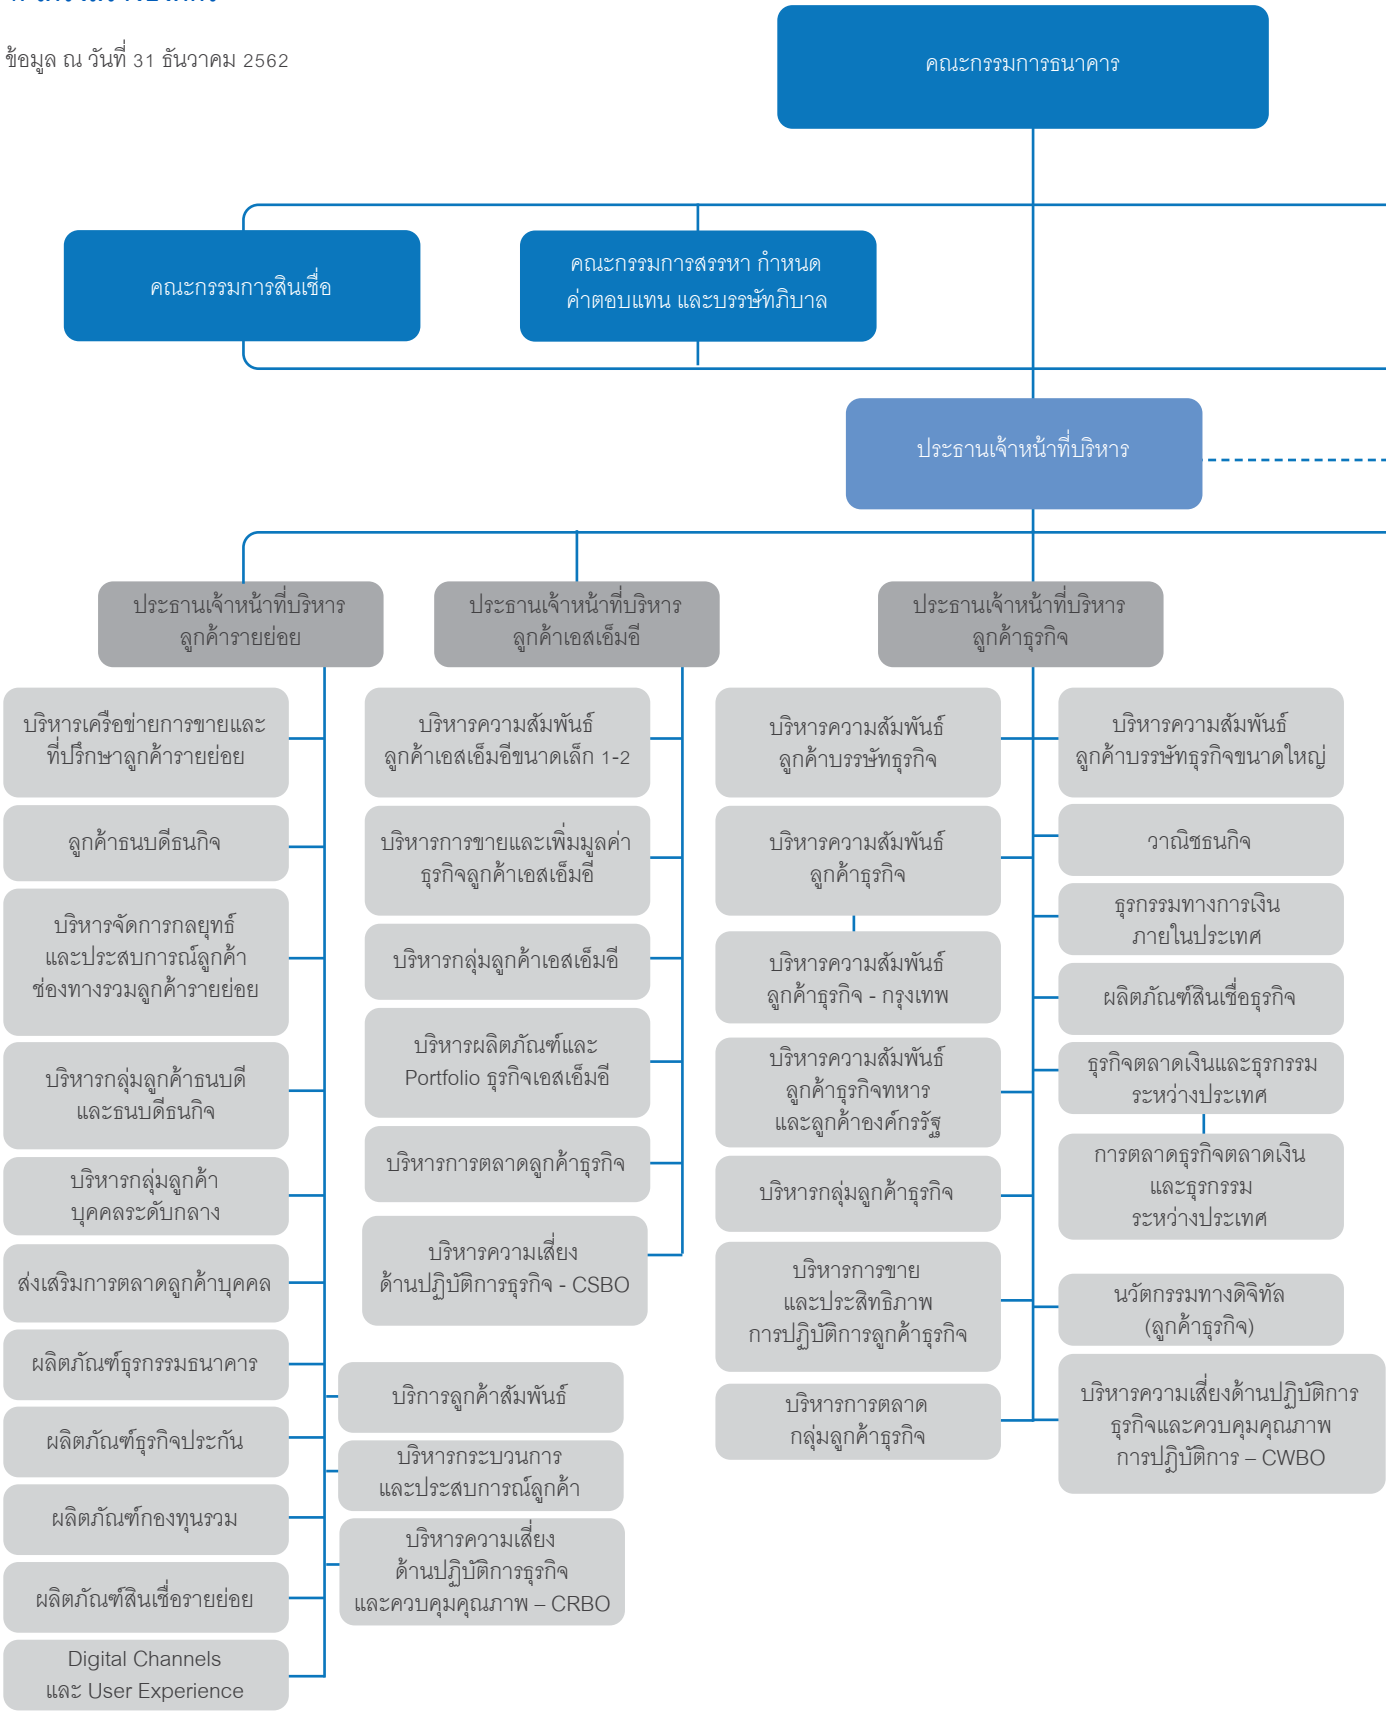 ข้อมูล ณ วันที่ 31 ธันวาคม 2562
คณะกรรมการธนาคาร
คณะกรรมการสินเชื่อ
คณะกรรมการสรรหา กำหนด
ค่าตอบแทน และบรรษัทภิบาล
ประธานเจ้าหน้าที่บริหาร
ประธานเจ้าหน้าที่บริหาร
ลูกค้ารายย่อย
ประธานเจ้าหน้าที่บริหาร
ลูกค้าเอสเอ็มอี
ประธานเจ้าหน้าที่บริหาร
ลูกค้าธุรกิจ
บริหารเครือข่ายการขายและ
ที่ปรึกษาลูกค้ารายย่อย
ลูกค้าธนบดีธนกิจ
บริหารจัดการกลยุทธ์
และประสบการณ์ลูกค้า
ช่องทางรวมลูกค้ารายย่อย
บริหารกลุ่มลูกค้าธนบดี
และธนบดีธนกิจ
บริหารกลุ่มลูกค้า
บุคคลระดับกลาง
ส่งเสริมการตลาดลูกค้าบุคคล
ผลิตภัณฑ์ธุรกรรมธนาคาร
ผลิตภัณฑ์ธุรกิจประกัน
ผลิตภัณฑ์กองทุนรวม
ผลิตภัณฑ์สินเชื่อรายย่อย
Digital Channels
และ User Experience
บริการลูกค้าสัมพันธ์
บริหารกระบวนการ
และประสบการณ์ลูกค้า
บริหารความเสี่ยง
ด้านปฏิบัติการธุรกิจ
และควบคุมคุณภาพ – CRBO
บริหารความสัมพันธ์
ลูกค้าเอสเอ็มอีขนาดเล็ก 1-2
บริหารการขายและเพิ่มมูลค่า
ธุรกิจลูกค้าเอสเอ็มอี
บริหารกลุ่มลูกค้าเอสเอ็มอี
บริหารผลิตภัณฑ์และ
Portfolio ธุรกิจเอสเอ็มอี
บริหารการตลาดลูกค้าธุรกิจ
บริหารความเสี่ยง
ด้านปฏิบัติการธุรกิจ - CSBO
บริหารความสัมพันธ์
ลูกค้าบรรษัทธุรกิจ
บริหารความสัมพันธ์
ลูกค้าธุรกิจ
บริหารความสัมพันธ์
ลูกค้าธุรกิจ - กรุงเทพ
บริหารความสัมพันธ์
ลูกค้าธุรกิจทหาร
และลูกค้าองค์กรรัฐ
บริหารกลุ่มลูกค้าธุรกิจ
บริหารการขาย
และประสิทธิภาพ
การปฏิบัติการลูกค้าธุรกิจ
บริหารการตลาด
กลุ่มลูกค้าธุรกิจ
บริหารความสัมพันธ์
ลูกค้าบรรษัทธุรกิจขนาดใหญ่
วาณิชธนกิจ
ธุรกรรมทางการเงิน
ภายในประเทศ
ผลิตภัณฑ์สินเชื่อธุรกิจ
ธุรกิจตลาดเงินและธุรกรรม
ระหว่างประเทศ
การตลาดธุรกิจตลาดเงิน
และธุรกรรม
ระหว่างประเทศ
นวัตกรรมทางดิจิทัล
(ลูกค้าธุรกิจ)
บริหารความเสี่ยงด้านปฏิบัติการ
ธุรกิจและควบคุมคุณภาพ
การปฏิบัติการ – CWBO